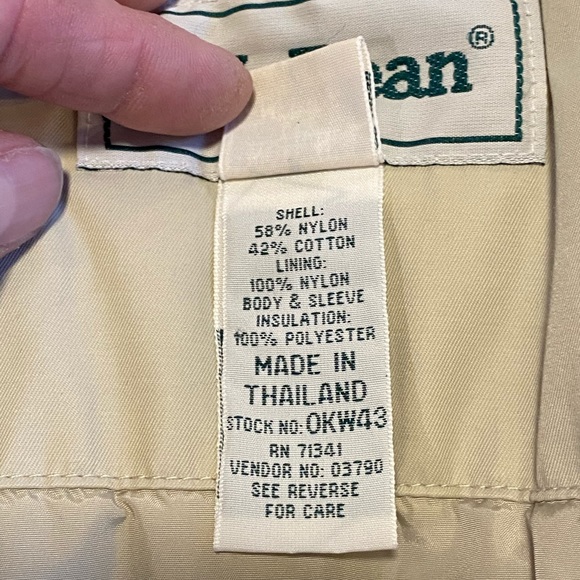 ean®
SHELL:
58% NYLON
42% COTTON
LINING:
100% NYLON
BODY & SLEEVE
INSULATION:
100% POLYESTER
MADE IN
THAILAND
STOCK NO: OKW43
RN 71341
VENDOR NO: 03790
SEE REVERSE
FOR CARE